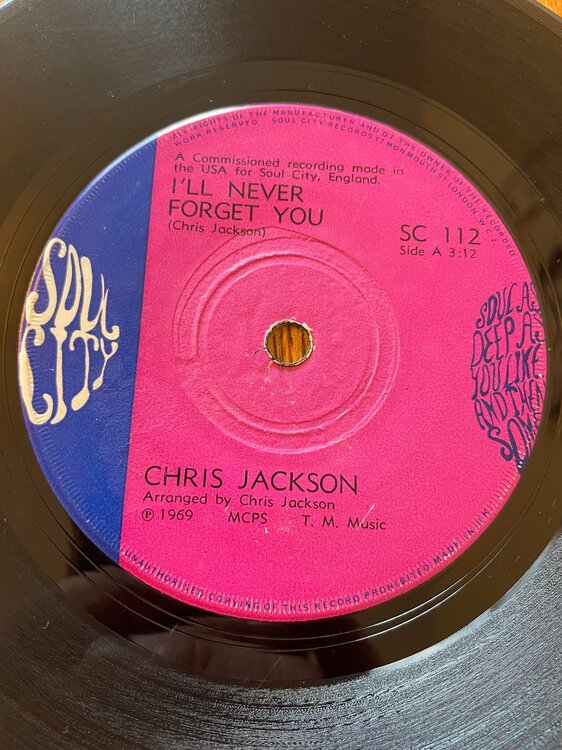 ALL RIGHTS OF THE MANUFACTURER AND OF THE OWNER OF THE RECORDED
WORK RESERVED SOUL CITY RECORDS 17 MONMOUTH ST LONDON W.C.2
A Commissioned recording made in
the USA for Soul City, England.
I'LL NEVER
FORGET YOU
(Chris Jackson)
SC 112
Side A 3:12
SOUL
CITY
SOUL AS
DEEP AS
YOU LIKE
AND THEN
SOME
CHRIS JACKSON
Arranged by Chris Jackson
℗ 1969 MCPS T. M. Music
UNAUTHORISED COPYING OF THIS RECORD PROHIBITED MADE IN U.K.